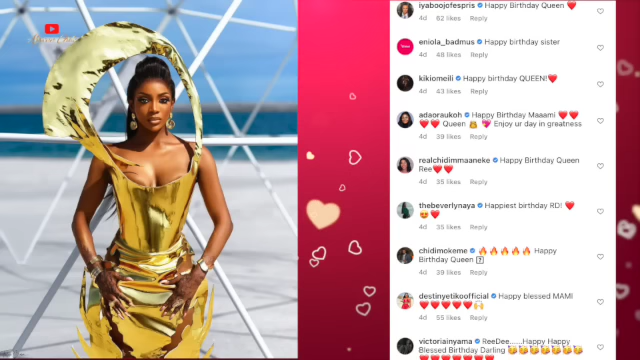 iyaboojofespris Happy Birthday Queen ❤️
4d 62 likes Reply
eniola_badmus Happy birthday sister
4d 48 likes Reply
kikiomeili Happy birthday QUEEN!❤️
4d 43 likes Reply
adaoraukoh Happy Birthday Maaami ❤️❤️
❤️❤️ Queen 👸 💖 Enjoy ur day in greatness
4d 39 likes Reply
realchidimmaaneke Happy Birthday Queen
Ree❤️❤️
4d 35 likes Reply
thebeverlynaya Happiest birthday RD! ❤️
😍❤️
4d 35 likes Reply
chidimokeme 🔥🔥🔥🔥🔥 Happy
Birthday Queen ?
4d 39 likes Reply
destinyetikoofficial Happy blessed MAMI
❤️❤️❤️❤️❤️🙌
4d 55 likes Reply
victoriainyama ReeDee......Happy Happy
Blessed Birthday Darling 🥳🥳🥳🥳🥳🥳